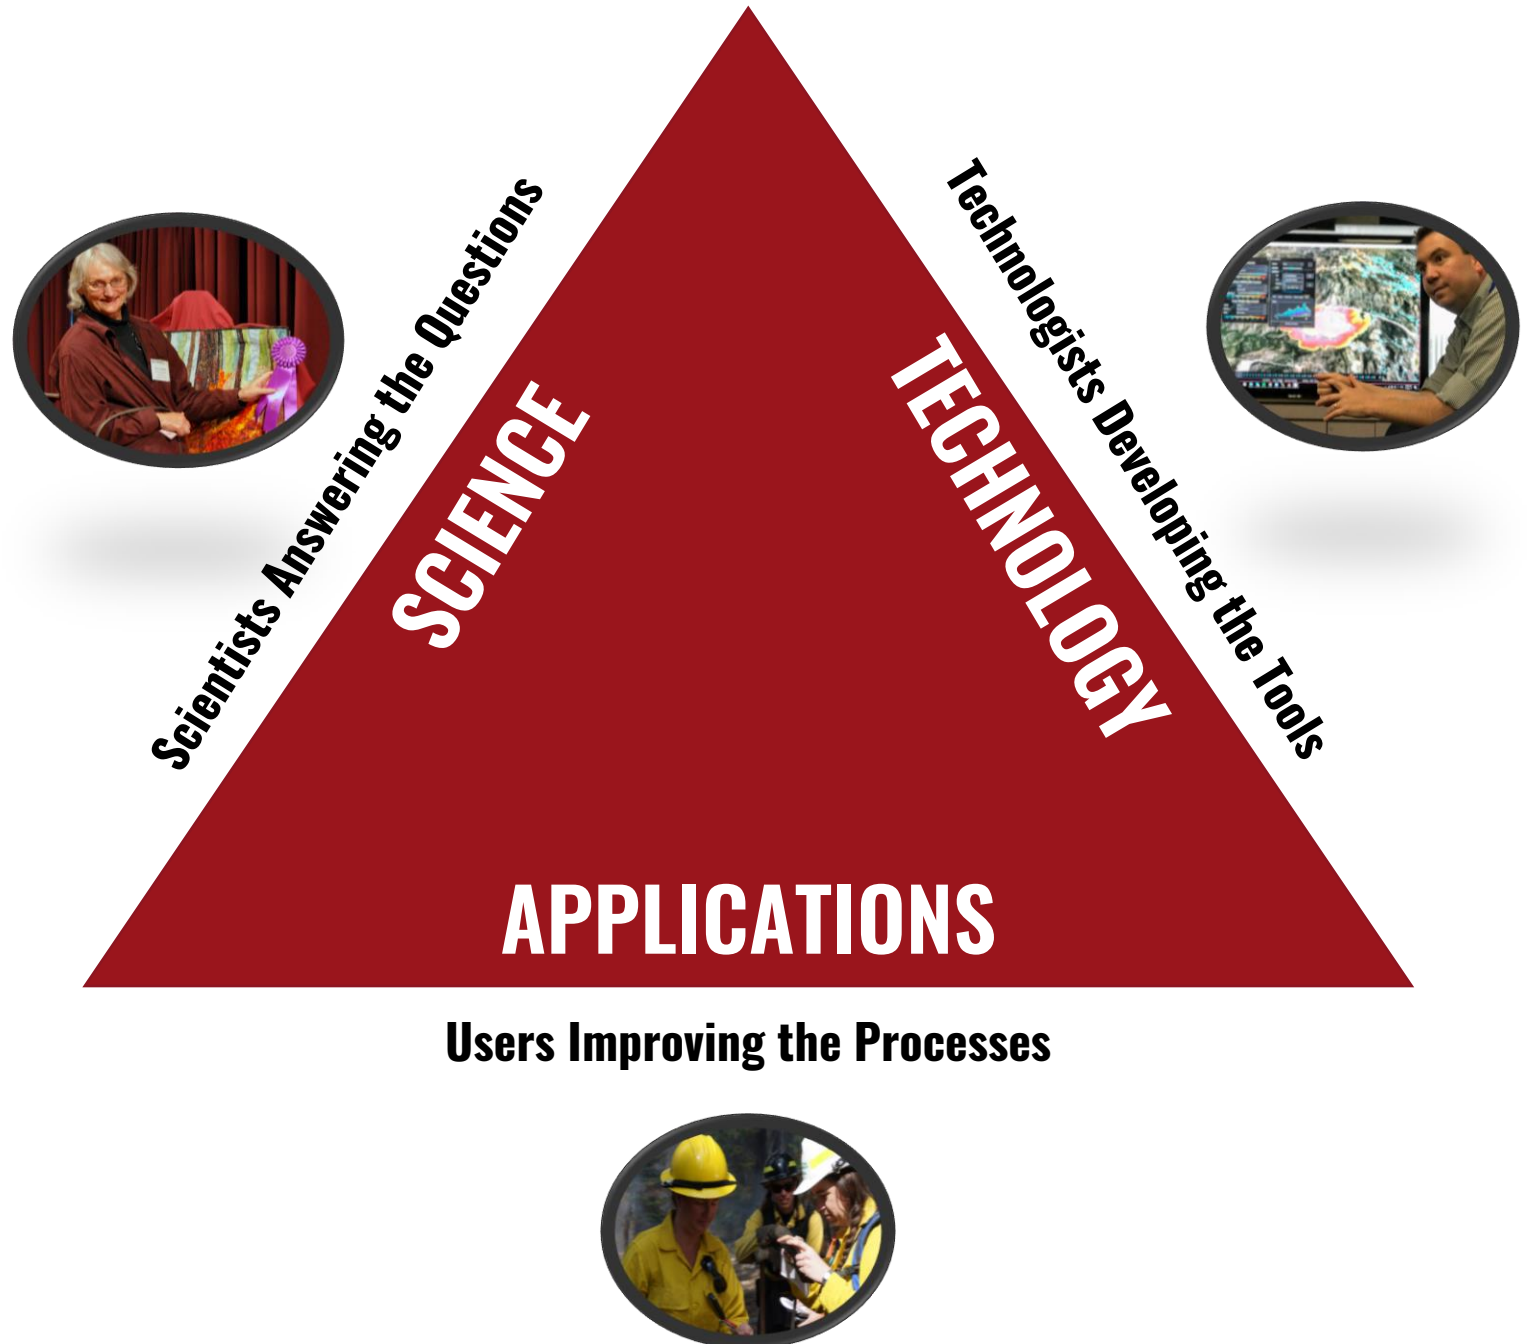 Scientists Answering the Questions
SCIENCE
Technologists Developing the Tools
TECHNOLOGY
APPLICATIONS
Users Improving the Processes